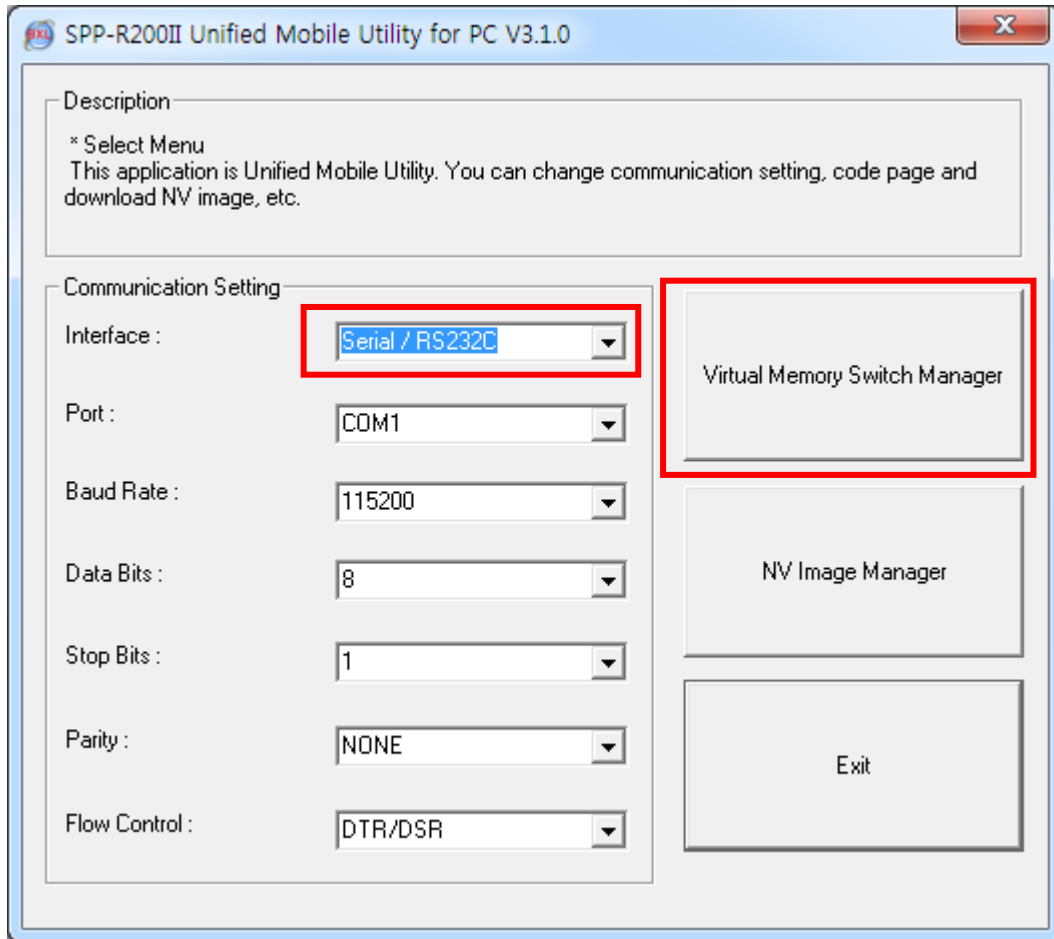 BXL SPP-R200II Unified Mobile Utility for PC V3.1.0
Description
* Select Menu
This application is Unified Mobile Utility. You can change communication setting, code page and
download NV image, etc.
Communication Setting
Interface : Serial / RS232C
Port : COM1
Baud Rate : 115200
Data Bits : 8
Stop Bits : 1
Parity : NONE
Flow Control : DTR/DSR
Virtual Memory Switch Manager
NV Image Manager
Exit